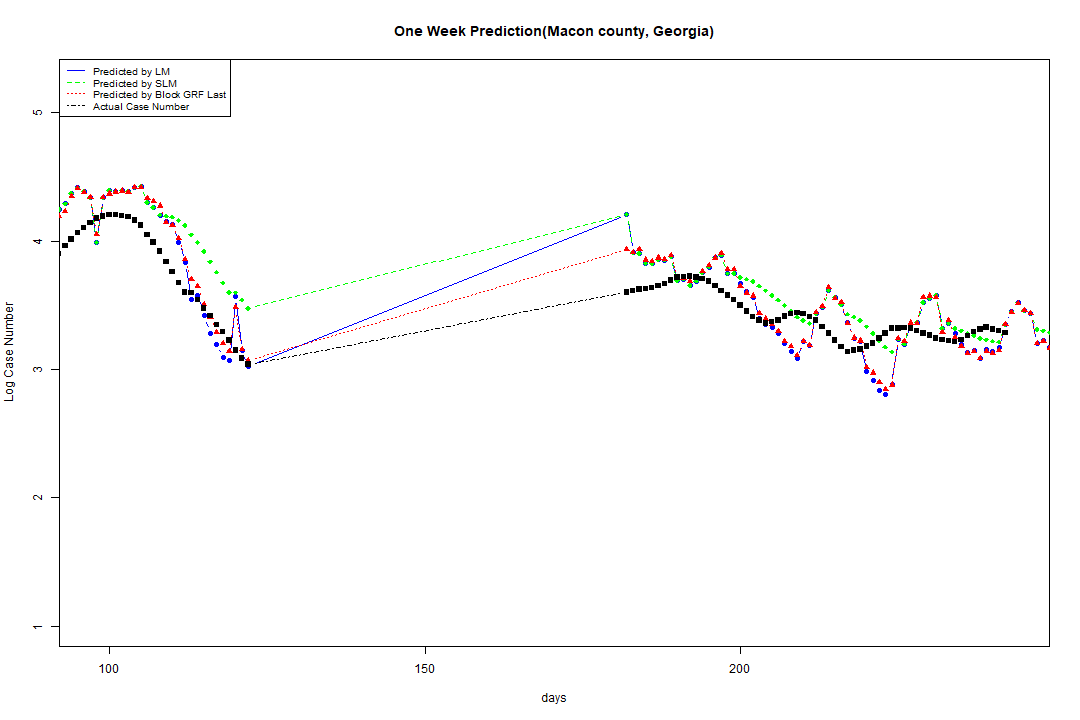 One Week Prediction(Macon county, Georgia)
Predicted by LM
Predicted by SLM
Predicted by Block GRF Last
Actual Case Number
5
4
3
2
1
Log Case Number
100
150
200
days